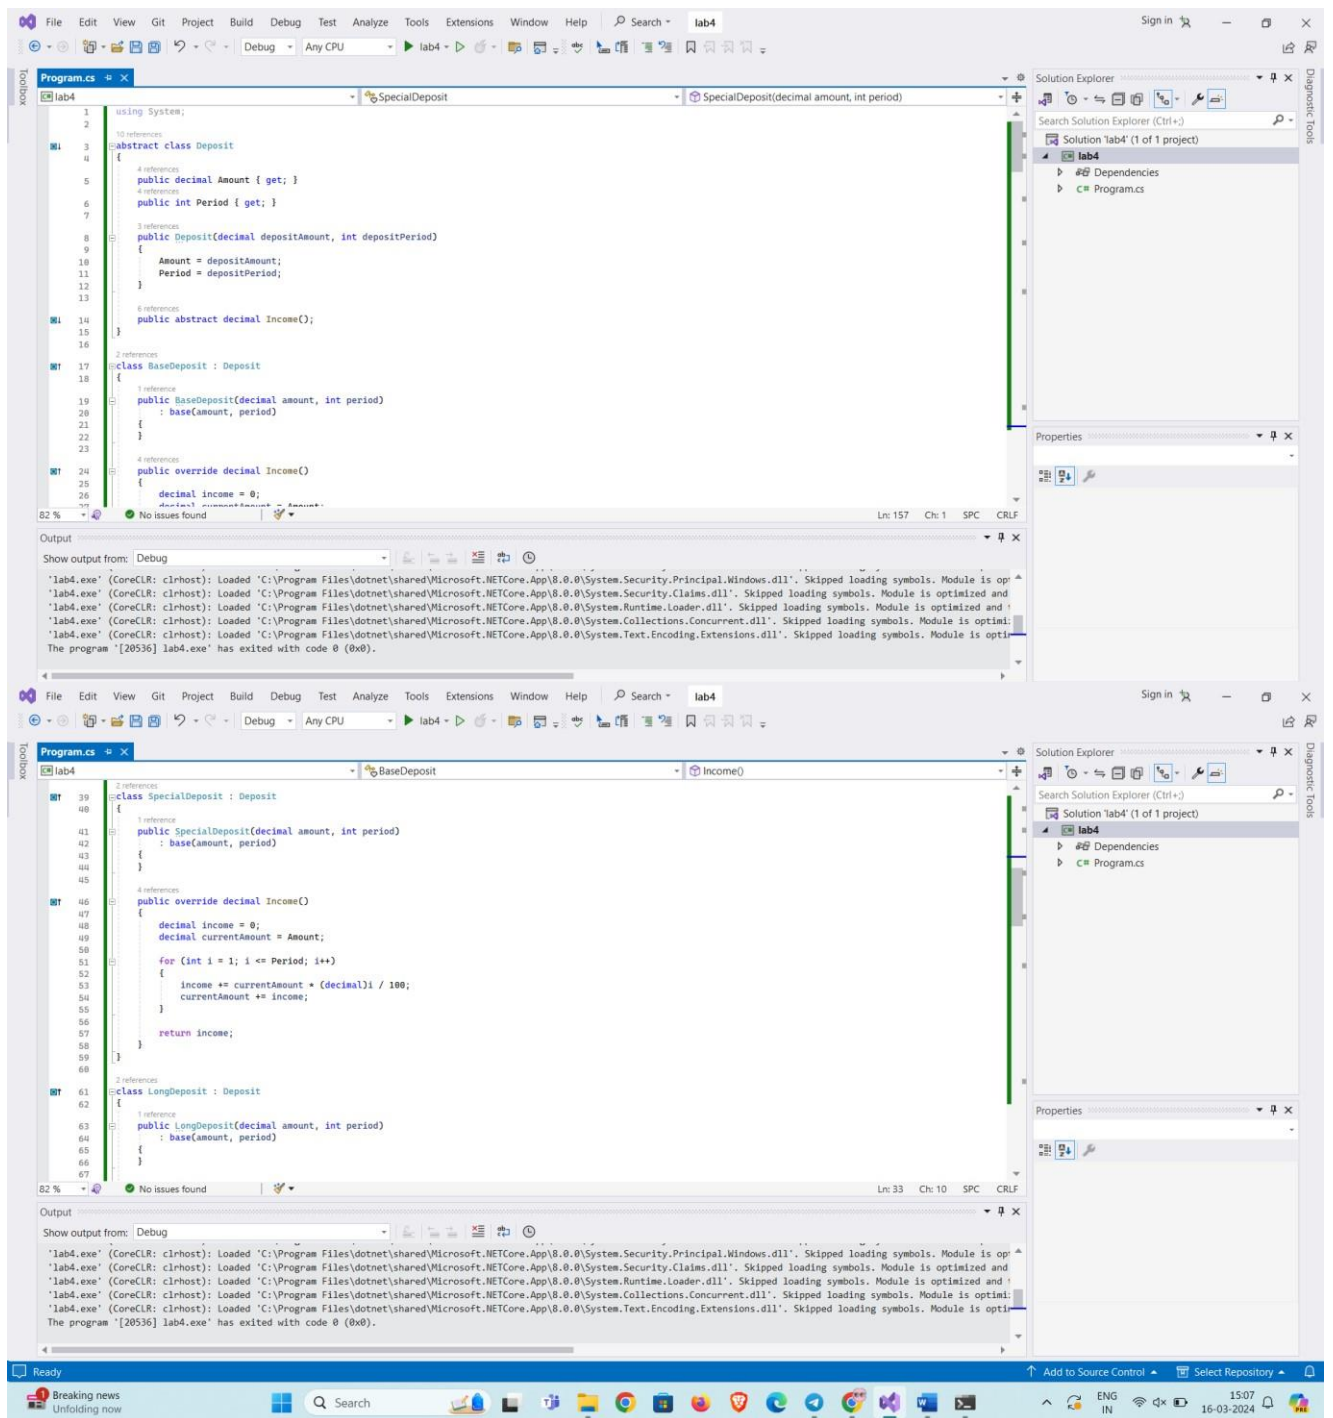 File Edit View Git Project Build Debug Test Analyze Tools Extensions Window Help Search lab4 Sign in
Debug Any CPU lab4
Toolbox
Program.cs
lab4 SpecialDeposit SpecialDeposit(decimal amount, int period)
1 using System;
2
10 references
3 abstract class Deposit
4 {
4 references
5 public decimal Amount { get; }
4 references
6 public int Period { get; }
7
3 references
8 public Deposit(decimal depositAmount, int depositPeriod)
9 {
10 Amount = depositAmount;
11 Period = depositPeriod;
12 }
13
6 references
14 public abstract decimal Income();
15 }
16
2 references
17 class BaseDeposit : Deposit
18 {
1 reference
19 public BaseDeposit(decimal amount, int period)
20 : base(amount, period)
21 {
22 }
23
4 references
24 public override decimal Income()
25 {
26 decimal income = 0;
27 decimal currentAmount = Amount;
82 % No issues found Ln: 157 Ch: 1 SPC CRLF
Solution Explorer
Search Solution Explorer (Ctrl+;)
Solution 'lab4' (1 of 1 project)
lab4
Dependencies
C# Program.cs
Diagnostic Tools
Properties
Output
Show output from: Debug
'lab4.exe' (CoreCLR: clrhost): Loaded 'C:\Program Files\dotnet\shared\Microsoft.NETCore.App\8.0.0\System.Security.Principal.Windows.dll'. Skipped loading symbols. Module is op
'lab4.exe' (CoreCLR: clrhost): Loaded 'C:\Program Files\dotnet\shared\Microsoft.NETCore.App\8.0.0\System.Security.Claims.dll'. Skipped loading symbols. Module is optimized and
'lab4.exe' (CoreCLR: clrhost): Loaded 'C:\Program Files\dotnet\shared\Microsoft.NETCore.App\8.0.0\System.Runtime.Loader.dll'. Skipped loading symbols. Module is optimized and
'lab4.exe' (CoreCLR: clrhost): Loaded 'C:\Program Files\dotnet\shared\Microsoft.NETCore.App\8.0.0\System.Collections.Concurrent.dll'. Skipped loading symbols. Module is optimi
'lab4.exe' (CoreCLR: clrhost): Loaded 'C:\Program Files\dotnet\shared\Microsoft.NETCore.App\8.0.0\System.Text.Encoding.Extensions.dll'. Skipped loading symbols. Module is opti
The program '[20536] lab4.exe' has exited with code 0 (0x0).
File Edit View Git Project Build Debug Test Analyze Tools Extensions Window Help Search lab4 Sign in
Debug Any CPU lab4
Toolbox
Program.cs
lab4 BaseDeposit Income()
2 references
39 class SpecialDeposit : Deposit
40 {
1 reference
41 public SpecialDeposit(decimal amount, int period)
42 : base(amount, period)
43 {
44 }
45
4 references
46 public override decimal Income()
47 {
48 decimal income = 0;
49 decimal currentAmount = Amount;
50
51 for (int i = 1; i <= Period; i++)
52 {
53 income += currentAmount * (decimal)i / 100;
54 currentAmount += income;
55 }
56
57 return income;
58 }
59 }
60
2 references
61 class LongDeposit : Deposit
62 {
1 reference
63 public LongDeposit(decimal amount, int period)
64 : base(amount, period)
65 {
66 }
67
82 % No issues found Ln: 33 Ch: 10 SPC CRLF
Solution Explorer
Search Solution Explorer (Ctrl+;)
Solution 'lab4' (1 of 1 project)
lab4
Dependencies
C# Program.cs
Diagnostic Tools
Properties
Output
Show output from: Debug
'lab4.exe' (CoreCLR: clrhost): Loaded 'C:\Program Files\dotnet\shared\Microsoft.NETCore.App\8.0.0\System.Security.Principal.Windows.dll'. Skipped loading symbols. Module is op
'lab4.exe' (CoreCLR: clrhost): Loaded 'C:\Program Files\dotnet\shared\Microsoft.NETCore.App\8.0.0\System.Security.Claims.dll'. Skipped loading symbols. Module is optimized and
'lab4.exe' (CoreCLR: clrhost): Loaded 'C:\Program Files\dotnet\shared\Microsoft.NETCore.App\8.0.0\System.Runtime.Loader.dll'. Skipped loading symbols. Module is optimized and
'lab4.exe' (CoreCLR: clrhost): Loaded 'C:\Program Files\dotnet\shared\Microsoft.NETCore.App\8.0.0\System.Collections.Concurrent.dll'. Skipped loading symbols. Module is optimi
'lab4.exe' (CoreCLR: clrhost): Loaded 'C:\Program Files\dotnet\shared\Microsoft.NETCore.App\8.0.0\System.Text.Encoding.Extensions.dll'. Skipped loading symbols. Module is opti
The program '[20536] lab4.exe' has exited with code 0 (0x0).
Ready Add to Source Control Select Repository
1 Breaking news
Unfolding now
Search
ENG
IN
15:07
16-03-2024